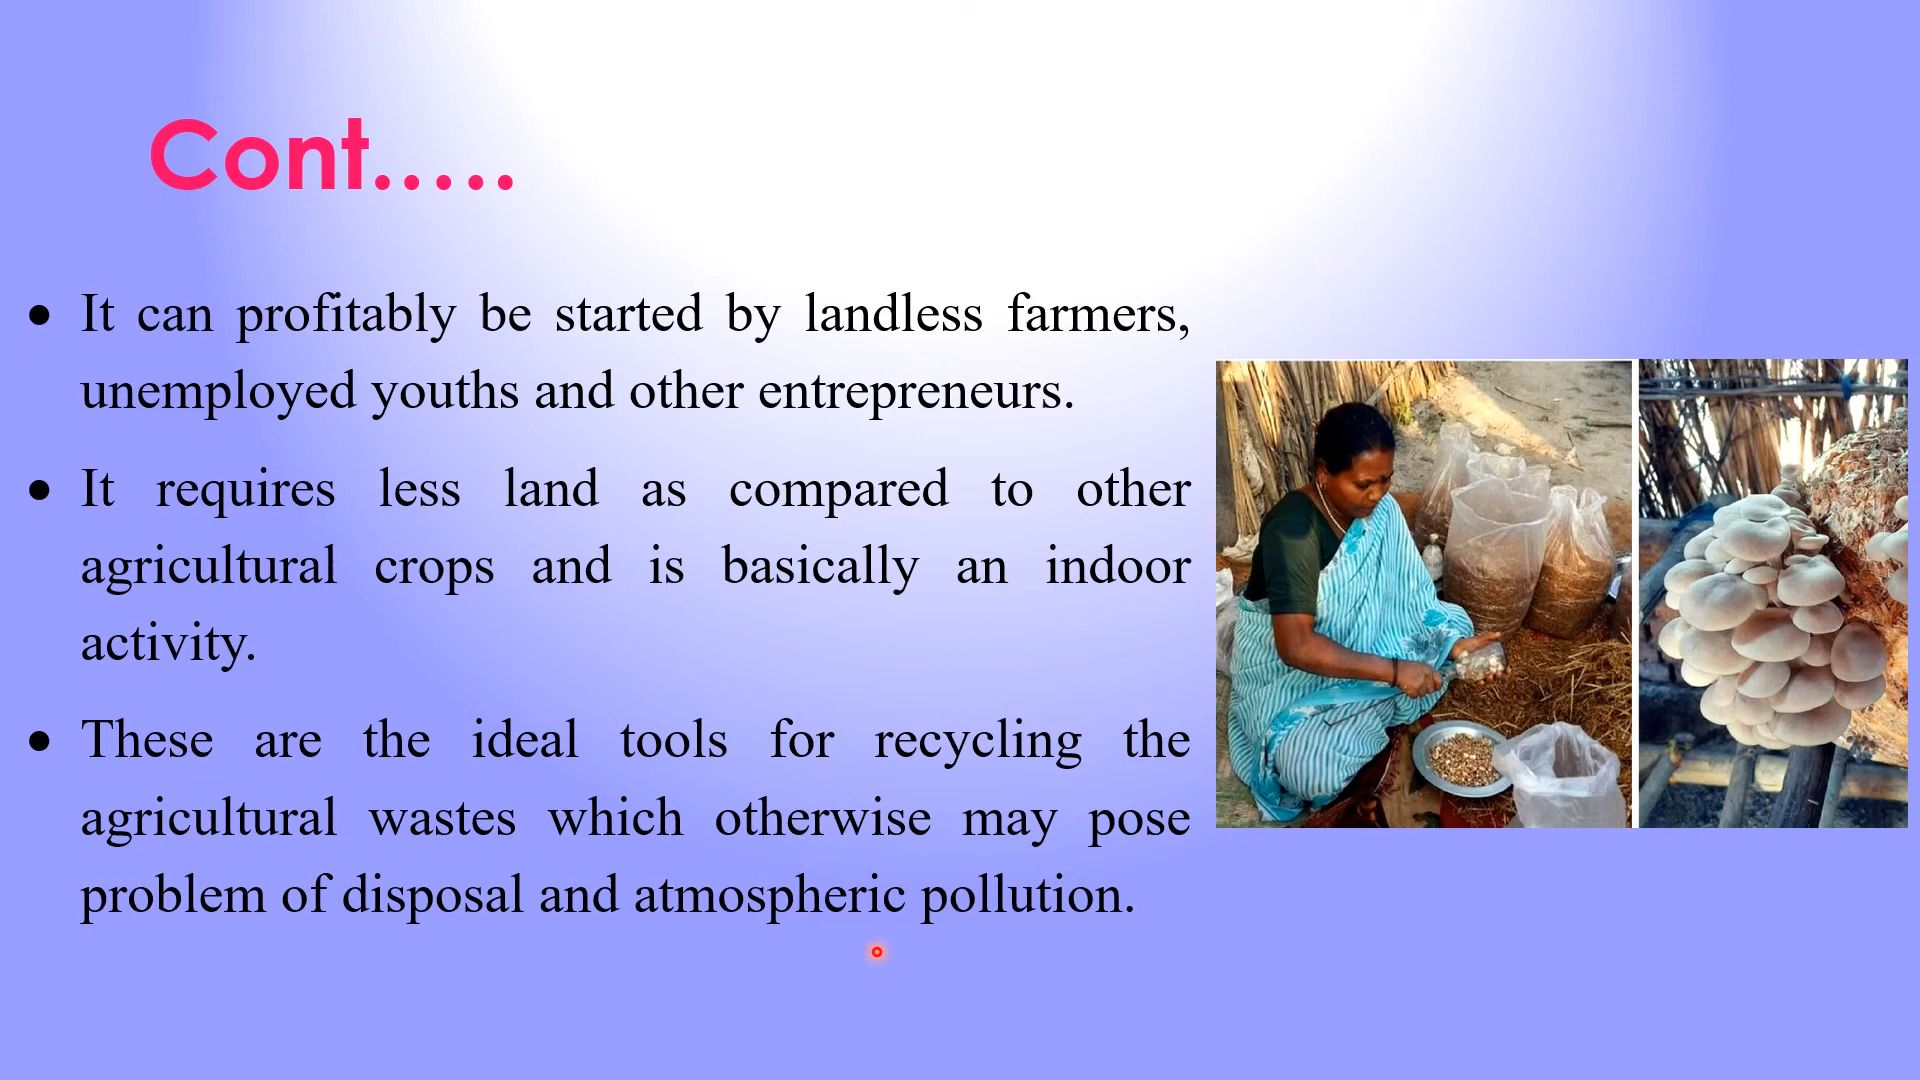 Cont.....
• It can profitably be started by landless farmers,
unemployed youths and other entrepreneurs.
• It requires less land as compared to other
agricultural crops and is basically an indoor
activity.
• These are the ideal tools for recycling the
agricultural wastes which otherwise may pose
problem of disposal and atmospheric pollution.